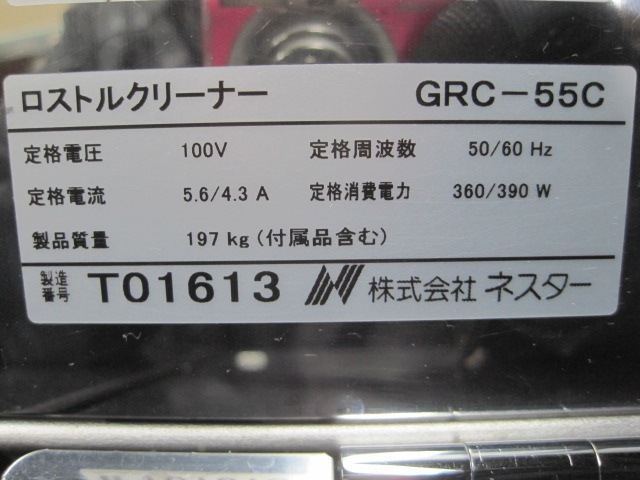 ロストルクリーナー GRC-55C
定格電圧 100V 定格周波数 50/60 Hz
定格電流 5.6/4.3 A 定格消費電力 360/390 W
製品質量 197 kg (付属品含む)
製造番号 T01613 株式会社 ネスター